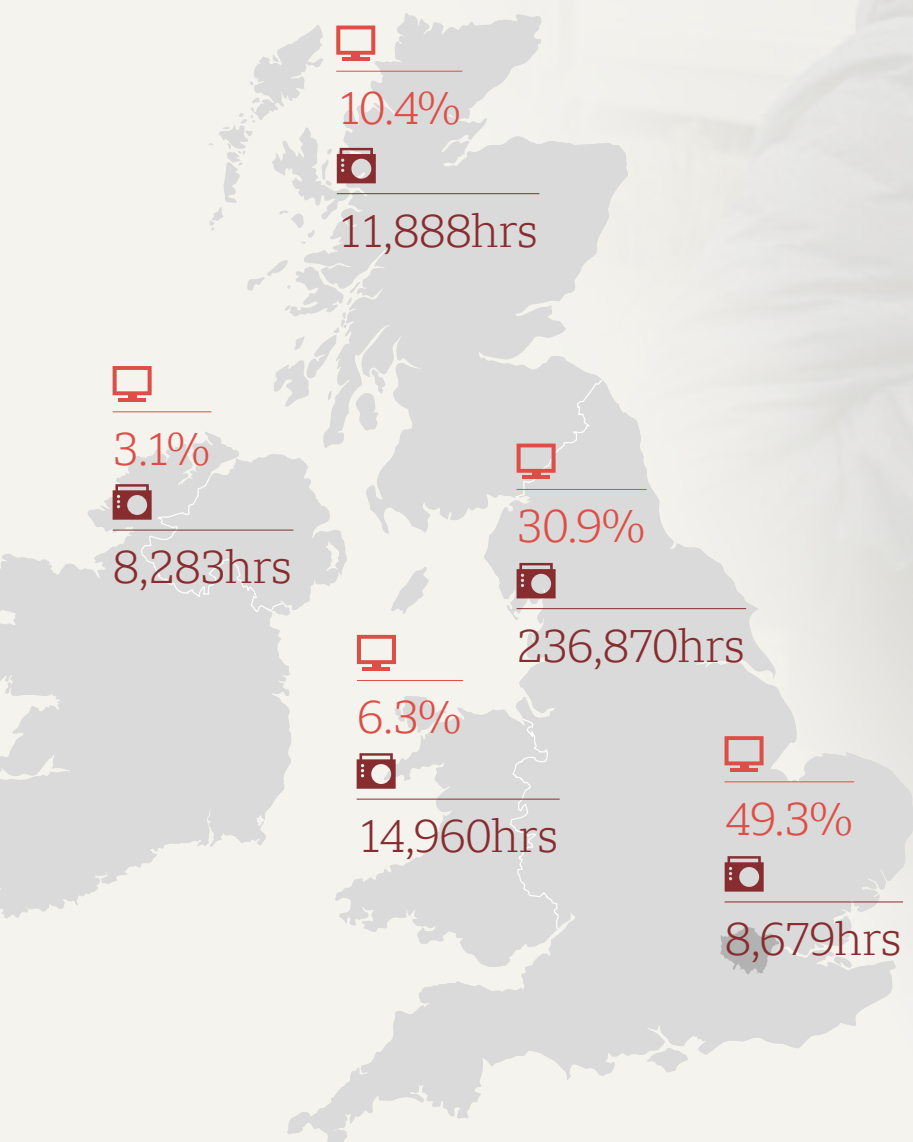 10.4%
11,888hrs
3.1%
8,283hrs
30.9%
236,870hrs
6.3%
14,960hrs
49.3%
8,679hrs